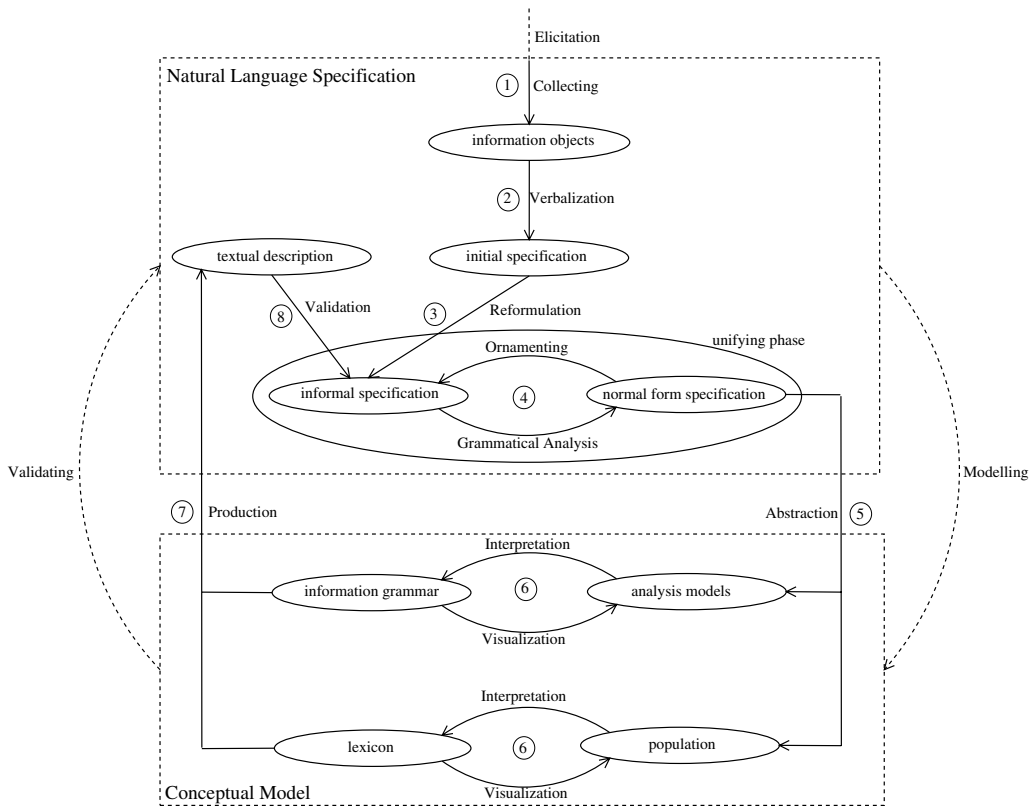 Elicitation
Natural Language Specification
1 Collecting
information objects
2 Verbalization
textual description
initial specification
8 Validation
3 Reformulation
unifying phase
Ornamenting
informal specification
4
normal form specification
Grammatical Analysis
Validating
Modelling
7 Production
Abstraction 5
Interpretation
information grammar
6
analysis models
Visualization
Interpretation
lexicon
6
population
Visualization
Conceptual Model